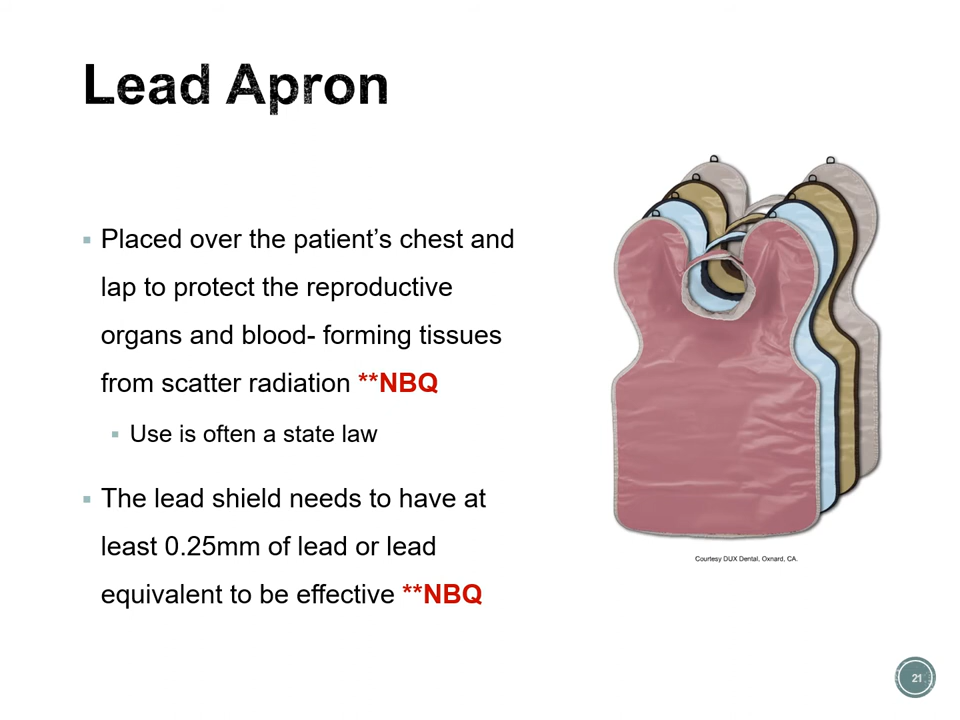 Lead Apron
▪ Placed over the patient’s chest and
lap to protect the reproductive
organs and blood- forming tissues
from scatter radiation **NBQ
▪ Use is often a state law
▪ The lead shield needs to have at
least 0.25mm of lead or lead
equivalent to be effective **NBQ
Courtesy DUX Dental, Oxnard, CA.
21